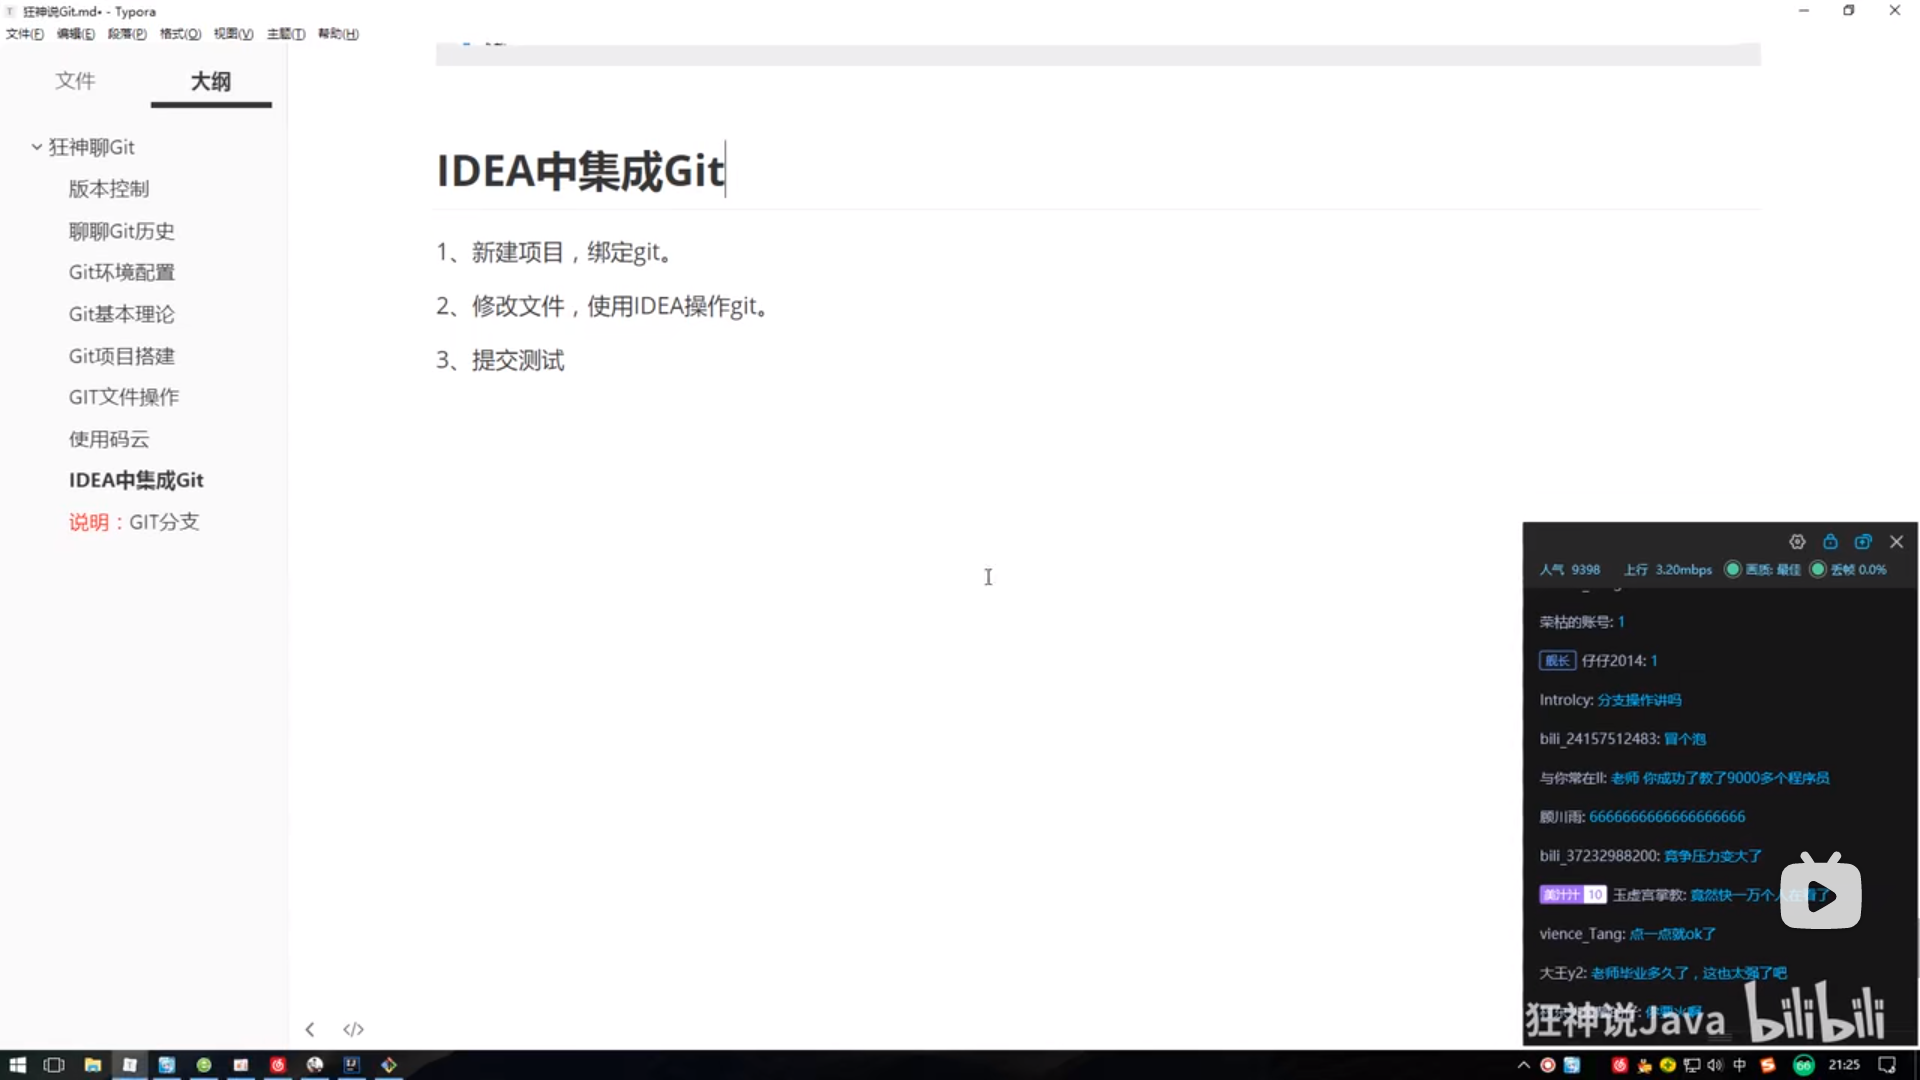 狂神说Git.md• - Typora
文件(F) 编辑(E) 段落(P) 格式(O) 视图(V) 主题(T) 帮助(H)
文件 大纲
狂神聊Git
版本控制
聊聊Git历史
Git环境配置
Git基本理论
Git项目搭建
GIT文件操作
使用码云
IDEA中集成Git
说明：GIT分支
IDEA中集成Git
1、新建项目，绑定git。
2、修改文件，使用IDEA操作git。
3、提交测试
人气 9398 上行 3.20mbps 画质: 最佳 丢帧 0.0%
荣枯的账号: 1
舰长 仔仔2014: 1
Introlcy: 分支操作讲吗
bili_24157512483: 冒个泡
与你常在II: 老师 你成功了教了9000多个程序员
顾川雨: 6666666666666666666
bili_37232988200: 竞争压力变大了
美汁汁 10 玉虚宫掌教: 竟然快一万个人在看了
vience_Tang: 点一点就ok了
大王y2: 老师毕业多久了，这也太强了吧
狂神说Java bilibili
中 66 21:25